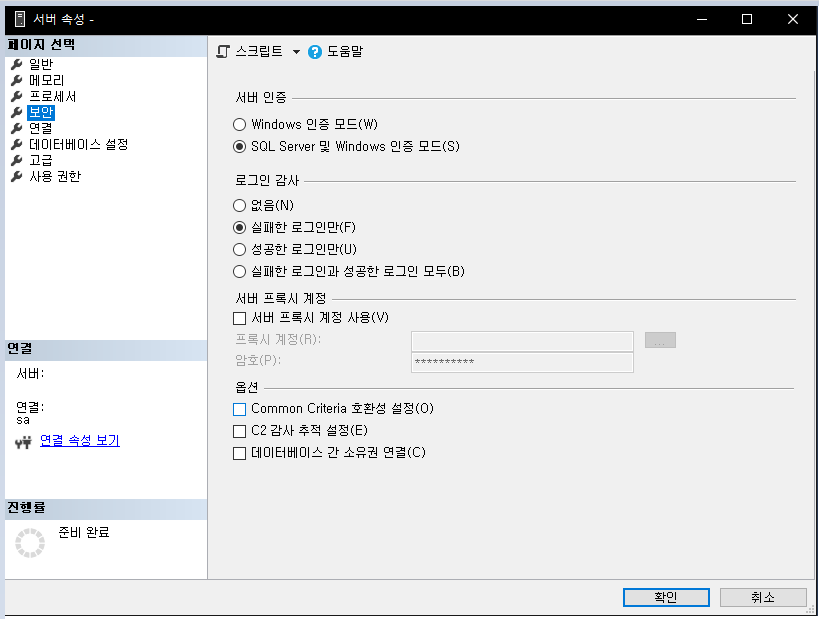 서버 속성 -
페이지 선택
일반
메모리
프로세서
보안
연결
데이터베이스 설정
고급
사용 권한
연결
서버:
연결:
sa
연결 속성 보기
진행률
준비 완료
스크립트 도움말
서버 인증
Windows 인증 모드(W)
SQL Server 및 Windows 인증 모드(S)
로그인 감사
없음(N)
실패한 로그인만(F)
성공한 로그인만(U)
실패한 로그인과 성공한 로그인 모두(B)
서버 프록시 계정
서버 프록시 계정 사용(V)
프록시 계정(R):
...
암호(P):
**********
옵션
Common Criteria 호환성 설정(O)
C2 감사 추적 설정(E)
데이터베이스 간 소유권 연결(C)
확인 취소